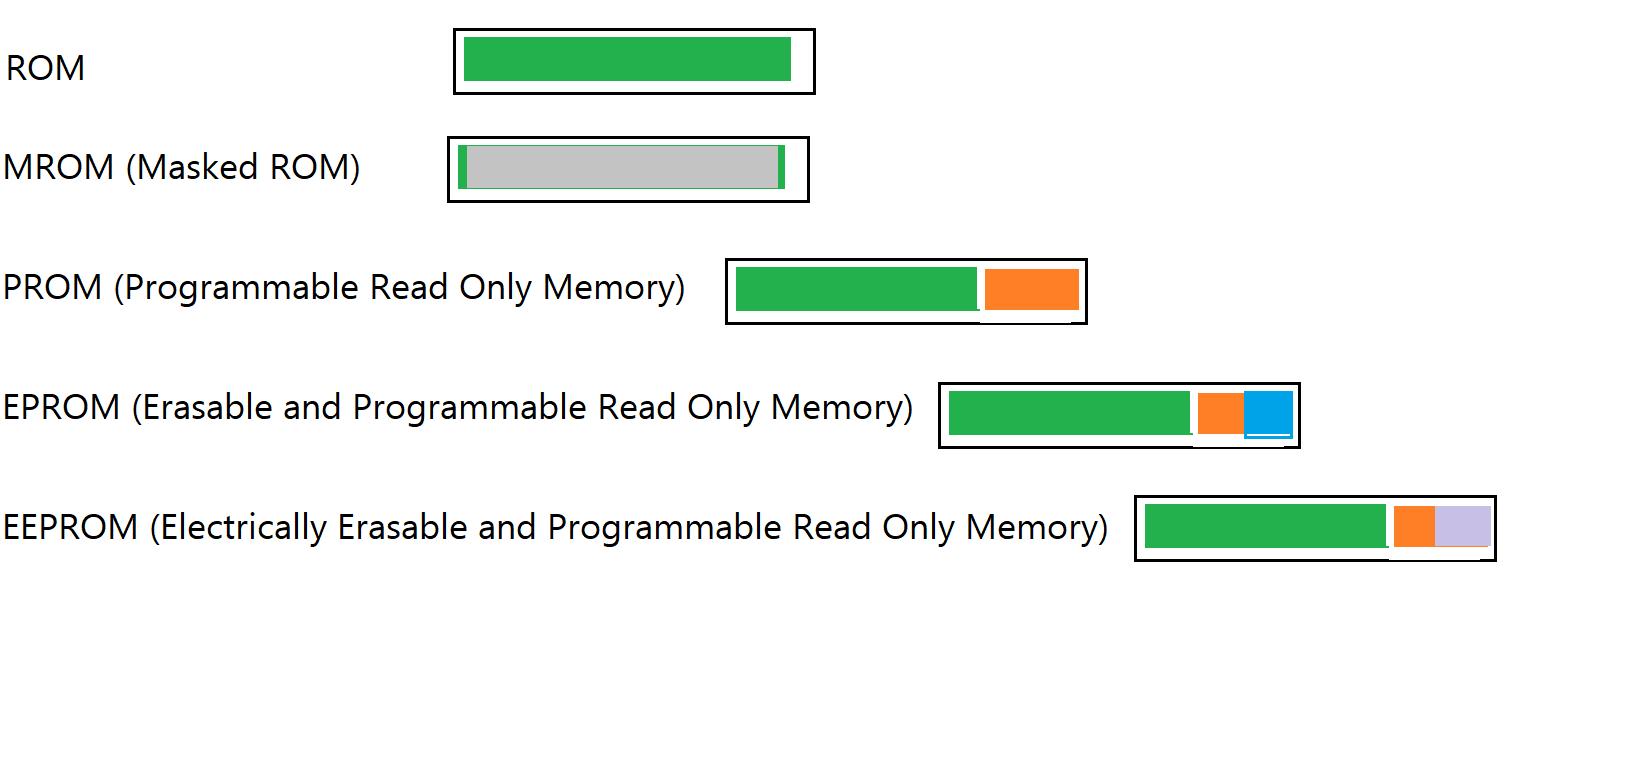 ROM
MROM (Masked ROM)
PROM (Programmable Read Only Memory)
EPROM (Erasable and Programmable Read Only Memory)
EEPROM (Electrically Erasable and Programmable Read Only Memory)